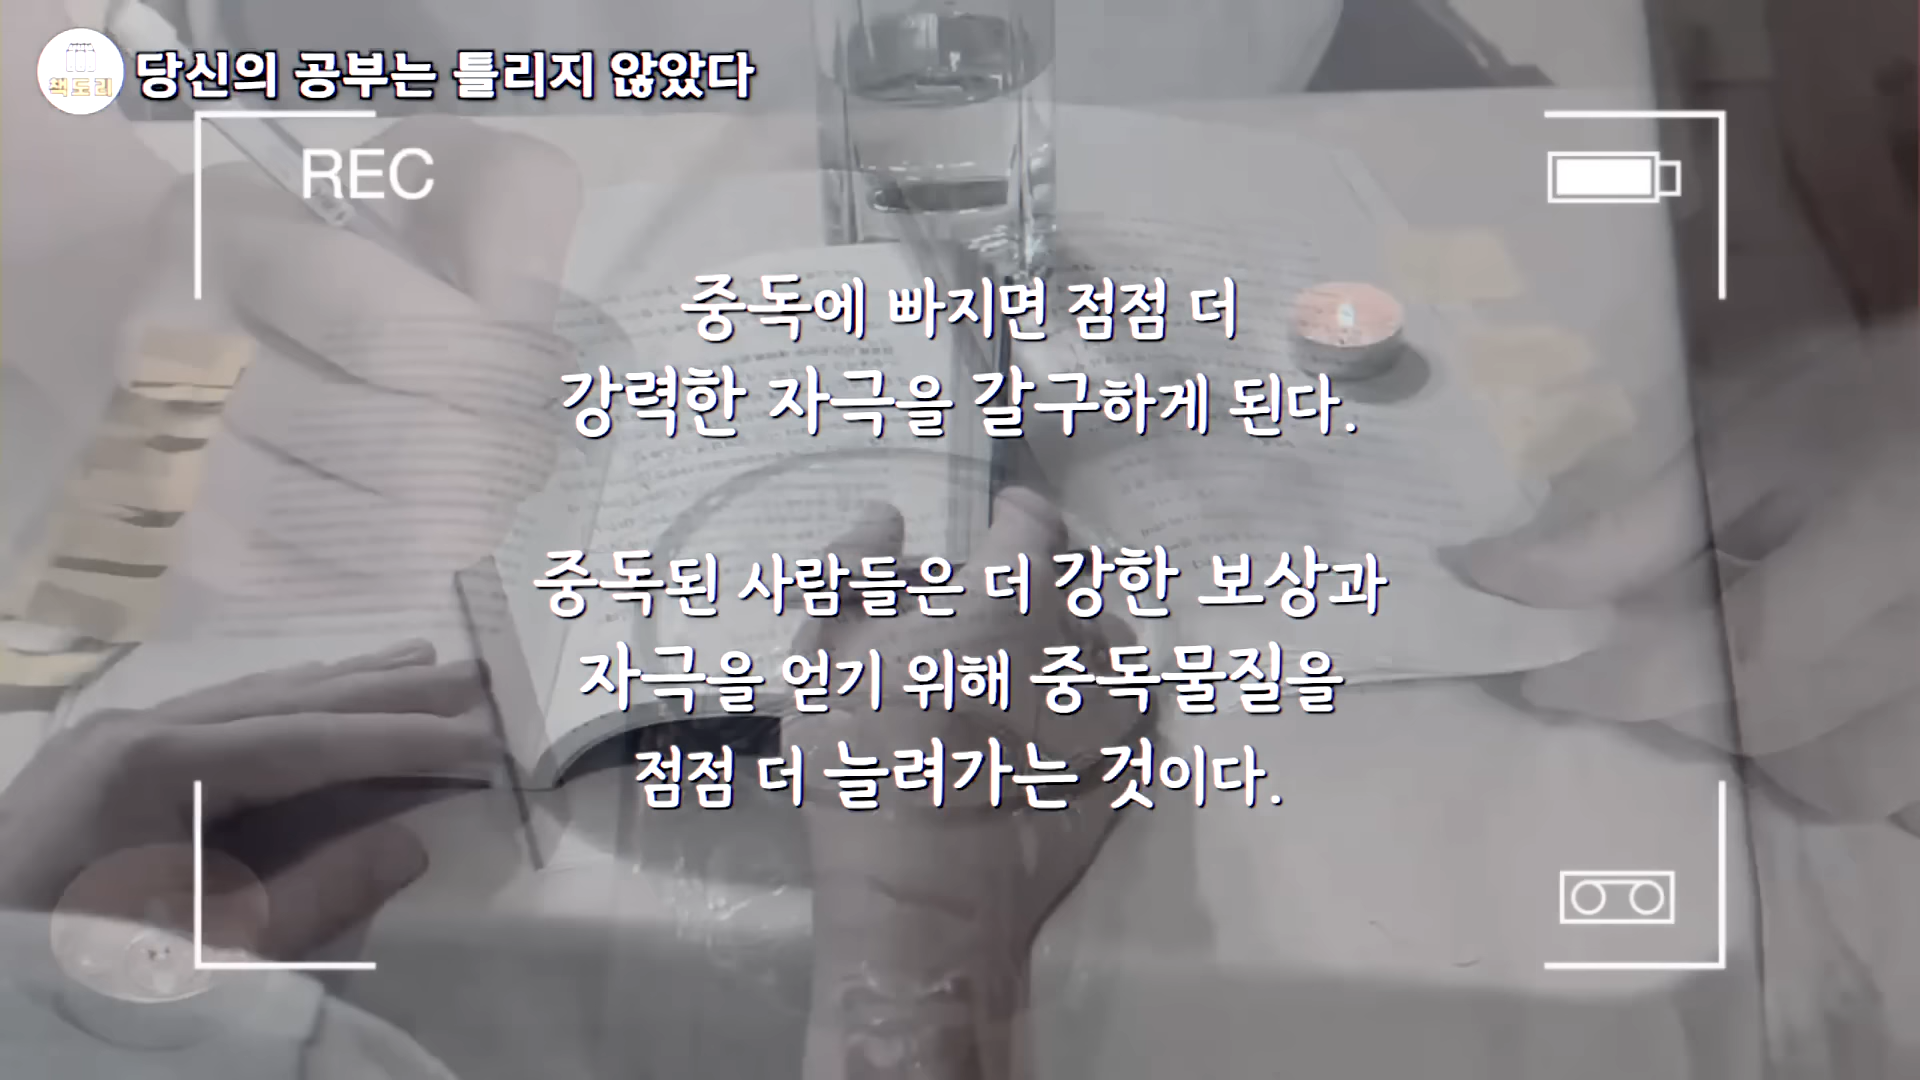 책도리
당신의 공부는 틀리지 않았다
REC
중독에 빠지면 점점 더
강력한 자극을 갈구하게 된다.
중독된 사람들은 더 강한 보상과
자극을 얻기 위해 중독물질을
점점 더 늘려가는 것이다.